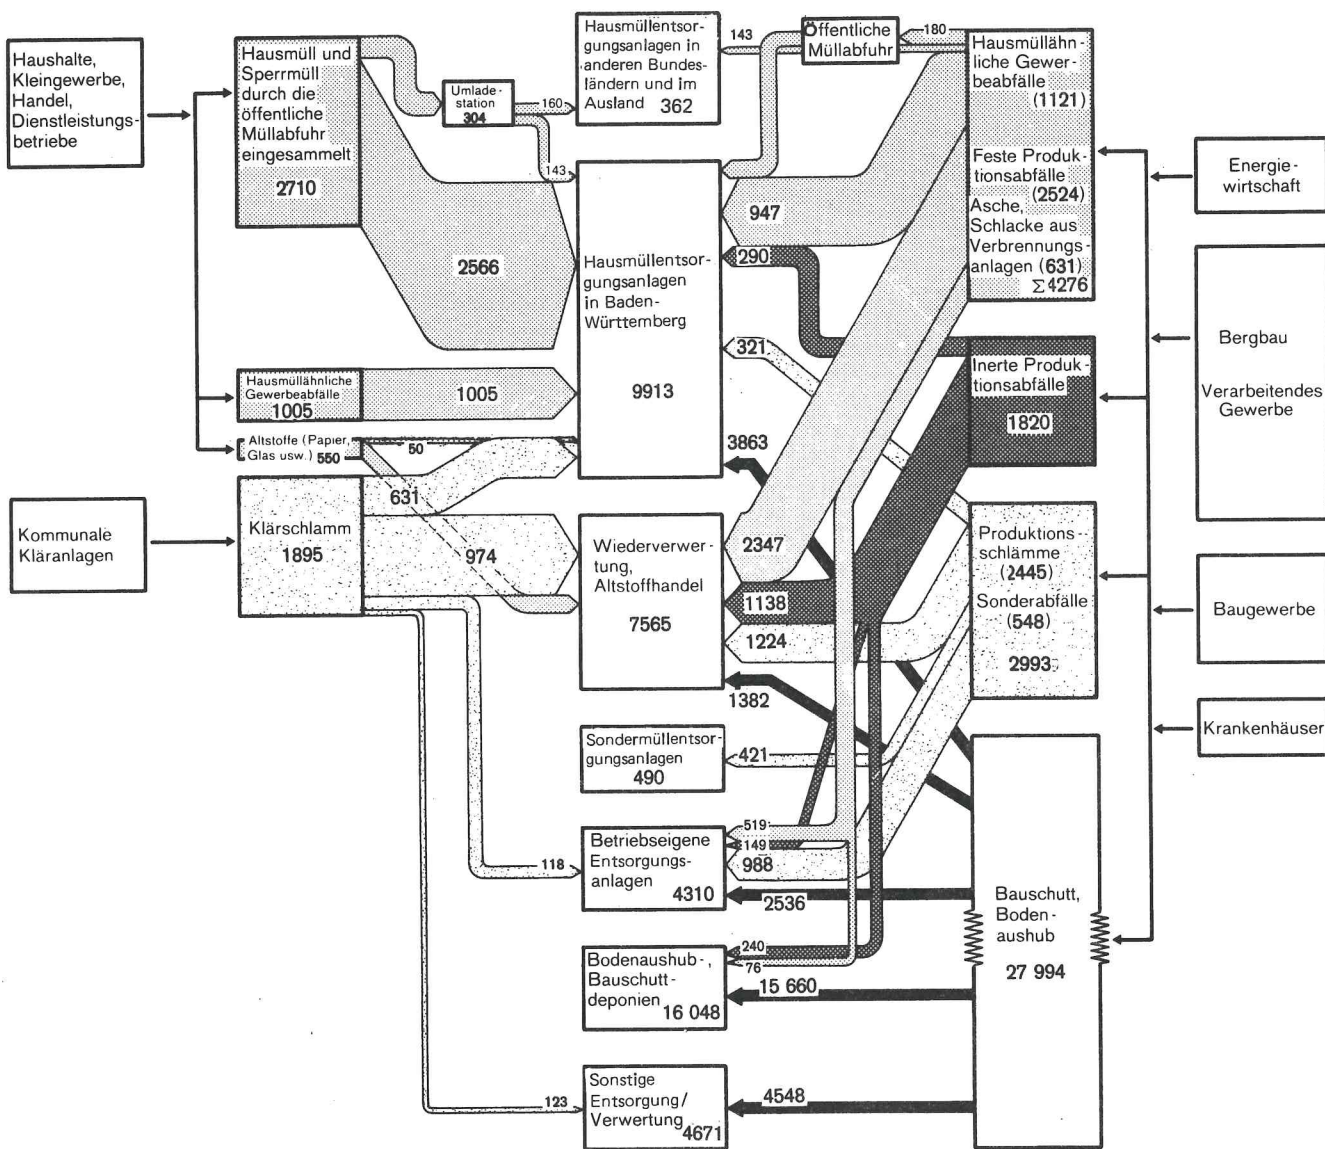 Haushalte,
Kleingewerbe,
Handel,
Dienstleistungs-
betriebe
Kommunale
Kläranlagen
Hausmüll und
Sperrmüll
durch die
öffentliche
Müllabfuhr
eingesammelt
2710
Hausmüllähnliche
Gewerbeabfälle
1005
Altstoffe (Papier,
Glas usw.) 550
Klärschlamm
1895
Umlade-
station
304
160
143
2566
1005
50
631
974
118
123
Hausmüllentsor-
gungsanlagen in
anderen Bundes-
ländern und im
Ausland 362
Hausmüllentsor-
gungsanlagen
in Baden-
Württemberg
9913
Wiederverwer-
tung,
Altstoffhandel
7565
Sondermüllentsor-
gungsanlagen
490
Betriebseigene
Entsorgungs-
anlagen
4310
Bodenaushub-,
Bauschutt-
deponien
16 048
Sonstige
Entsorgung/
Verwertung
4671
143
Öffentliche
Müllabfuhr
180
947
290
321
3863
2347
1138
1224
1382
421
519
149
988
2536
240
76
15 660
4548
Hausmüllähn-
liche Gewer-
beabfälle
(1121)
Feste Produk-
tionsabfälle
(2524)
Asche,
Schlacke aus
Verbrennungs-
anlagen (631)
Σ4276
Inerte Produk-
tionsabfälle
1820
Produktions-
schlämme
(2445)
Sonderabfälle
(548)
2993
Bauschutt,
Boden-
aushub
27 994
Energie-
wirtschaft
Bergbau
Verarbeitendes
Gewerbe
Baugewerbe
Krankenhäuser